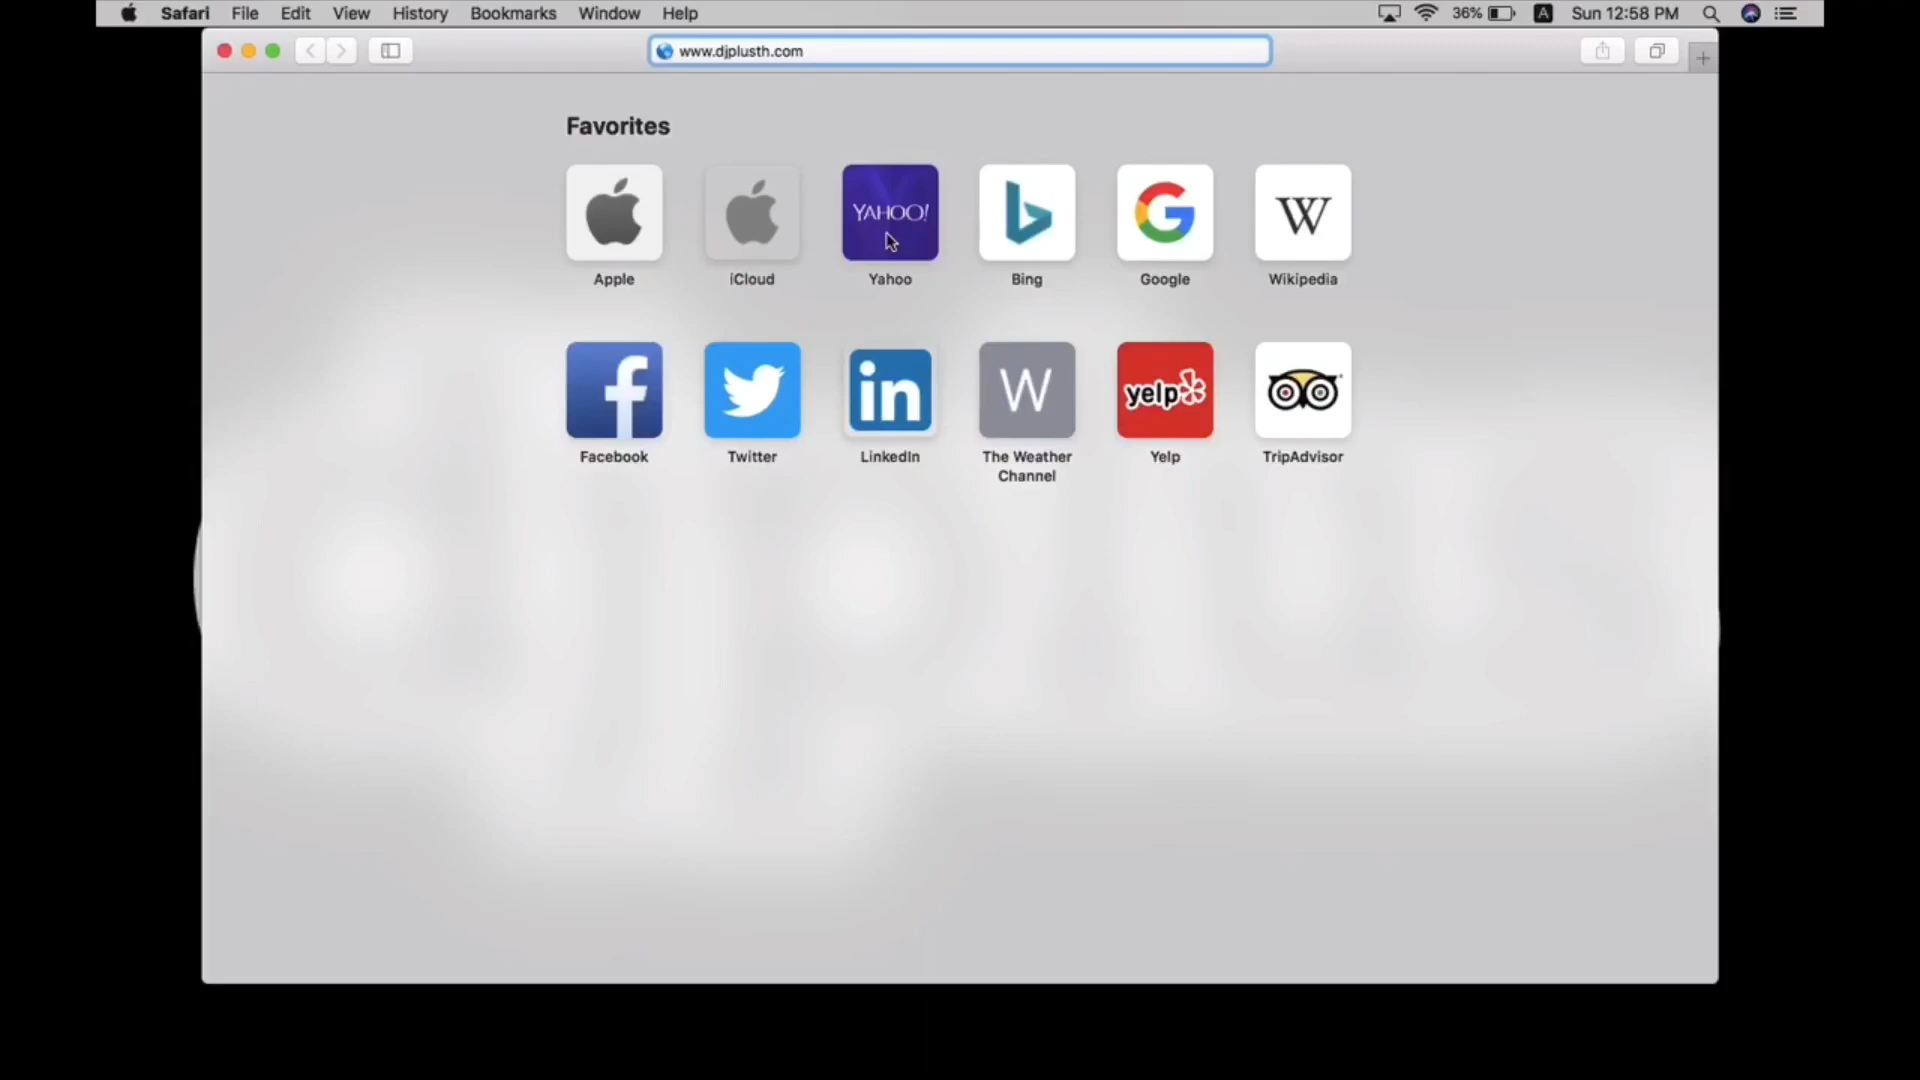 Safari File Edit View History Bookmarks Window Help 36% A Sun 12:58 PM
www.djplusth.com
Favorites
YAHOO!
W
Apple iCloud Yahoo Bing Google Wikipedia
f in W yelp
Facebook Twitter LinkedIn The Weather Channel Yelp TripAdvisor